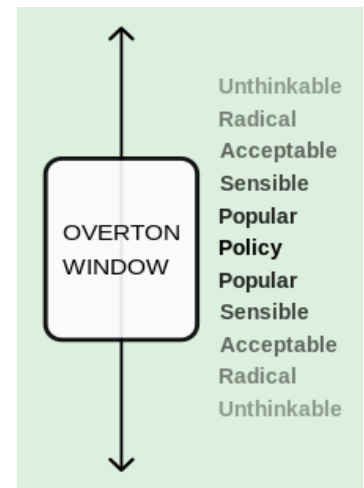 OVERTON
WINDOW
Unthinkable
Radical
Acceptable
Sensible
Popular
Policy
Popular
Sensible
Acceptable
Radical
Unthinkable